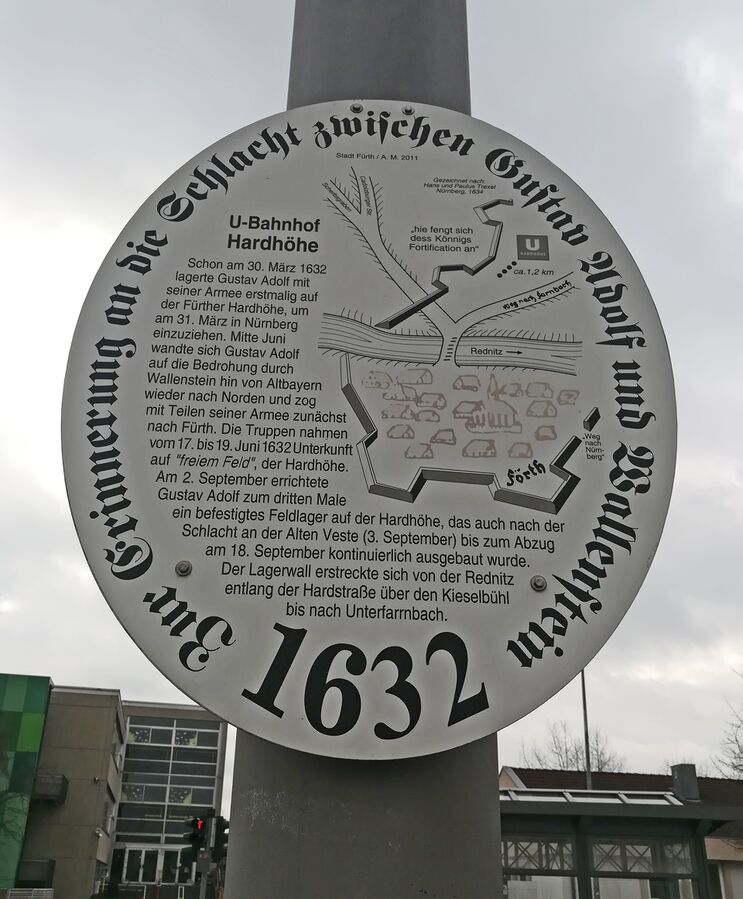 Zur Erinnerung an die Schlacht zwischen Gustav Adolf und Wallenstein
Stadt Fürth / A. M. 2011
Gezeichnet nach:
Hans und Paulus Trexel
Nürnberg, 1634
Schießgraben
Cadolzburger Str.
„hie fengt sich
dess Könnigs
Fortification an"
U
HARDHÖHE
ca.1,2 km
Weg nach farnbach
Rednitz
förth
"Weg
nach
Nürn-
berg"
U-Bahnhof
Hardhöhe
Schon am 30. März 1632
lagerte Gustav Adolf mit
seiner Armee erstmalig auf
der Fürther Hardhöhe, um
am 31. März in Nürnberg
einzuziehen. Mitte Juni
wandte sich Gustav Adolf
auf die Bedrohung durch
Wallenstein hin von Altbayern
wieder nach Norden und zog
mit Teilen seiner Armee zunächst
nach Fürth. Die Truppen nahmen
vom 17. bis 19. Juni 1632 Unterkunft
auf "freiem Feld", der Hardhöhe.
Am 2. September errichtete
Gustav Adolf zum dritten Male
ein befestigtes Feldlager auf der Hardhöhe, das auch nach der
Schlacht an der Alten Veste (3. September) bis zum Abzug
am 18. September kontinuierlich ausgebaut wurde.
Der Lagerwall erstreckte sich von der Rednitz
entlang der Hardstraße über den Kieselbühl
bis nach Unterfarrnbach.
1632